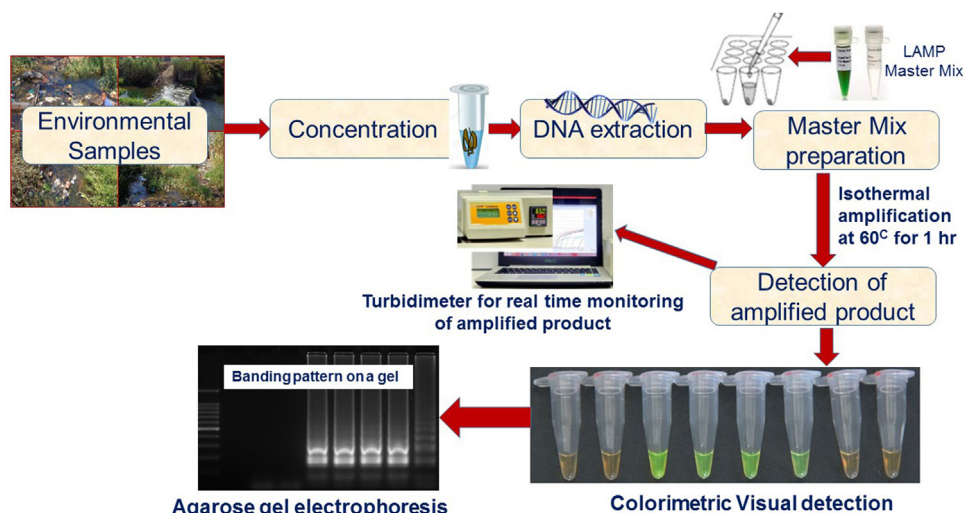 LAMP
Master Mix
Environmental
Samples
Concentration
DNA extraction
Master Mix
preparation
Isothermal
amplification
at 60ᶜ for 1 hr
Detection of
amplified product
Turbidimeter for real time monitoring
of amplified product
Banding pattern on a gel
Agarose gel electrophoresis
Colorimetric Visual detection